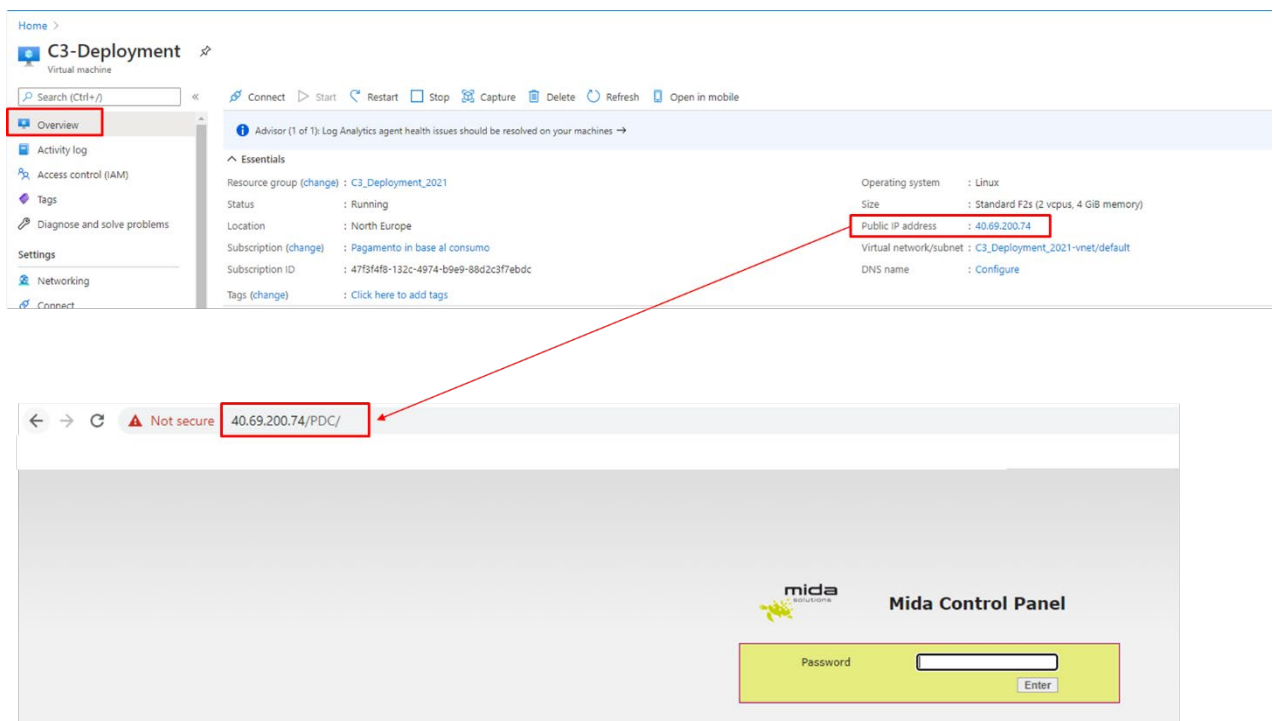 Home >
C3-Deployment
Virtual machine
Search (Ctrl+/)
«
Connect
Start
Restart
Stop
Capture
Delete
Refresh
Open in mobile
Overview
Activity log
Access control (IAM)
Tags
Diagnose and solve problems
Settings
Networking
Connect
Advisor (1 of 1): Log Analytics agent health issues should be resolved on your machines →
Essentials
Resource group (change) : C3_Deployment_2021
Status : Running
Location : North Europe
Subscription (change) : Pagamento in base al consumo
Subscription ID : 47f3f4f8-132c-4974-b9e9-88d2c3f7ebdc
Tags (change) : Click here to add tags
Operating system : Linux
Size : Standard F2s (2 vcpus, 4 GiB memory)
Public IP address : 40.69.200.74
Virtual network/subnet : C3_Deployment_2021-vnet/default
DNS name : Configure
Not secure 40.69.200.74/PDC/
mida
solutions
Mida Control Panel
Password
Enter